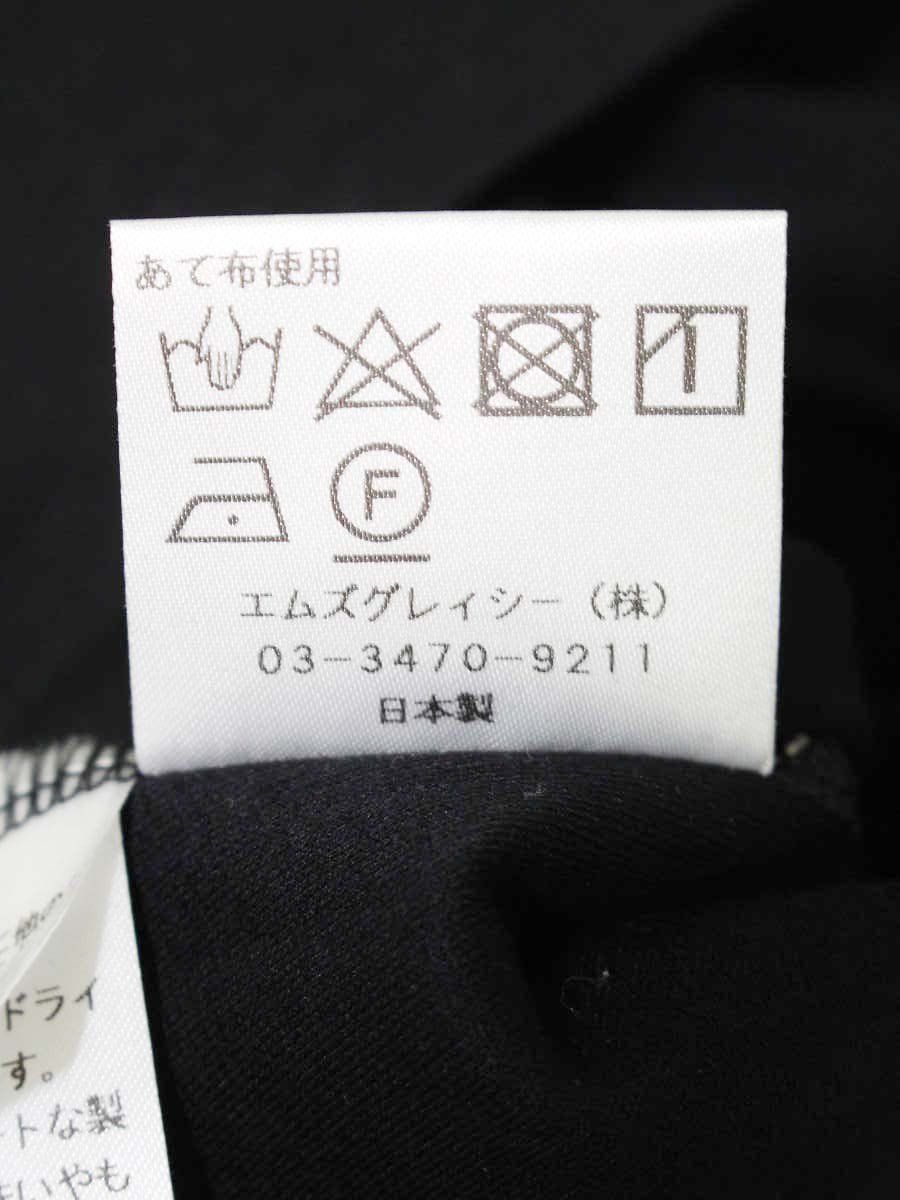 あて布使用
F
エムズグレイシー（株）
03-3470-9211
日本製
ドライ
す。
トな製
いやも